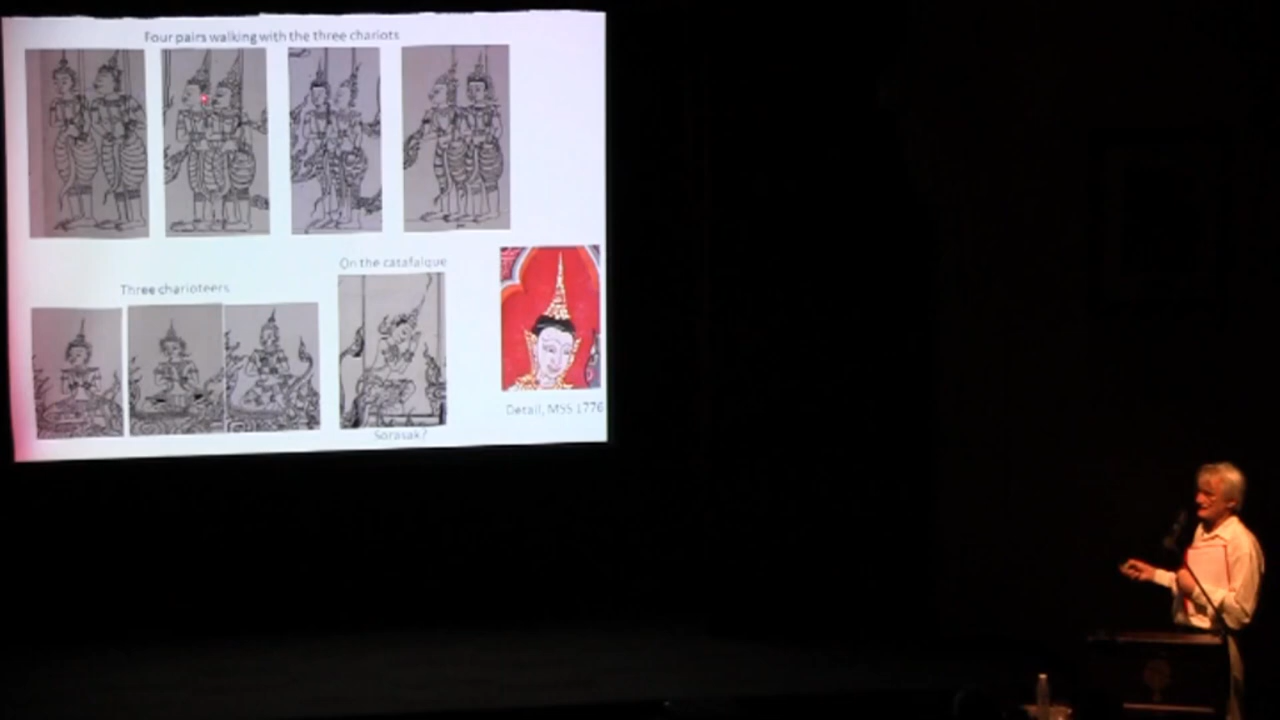 Four pairs walking with the three chariots
On the catafalque
Three charioteers
Detail, MSS 1776
Sorasak?